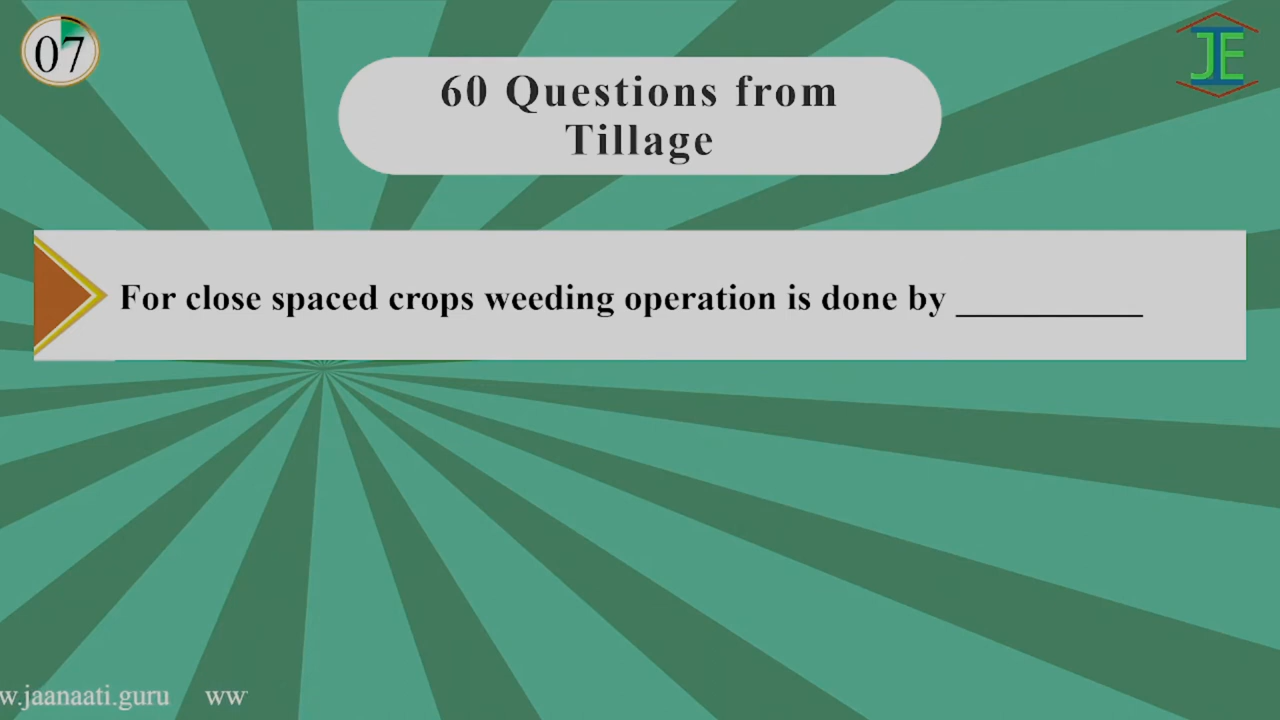 07
JE
60 Questions from
Tillage
For close spaced crops weeding operation is done by ___________
w.jaanaati.guru ww